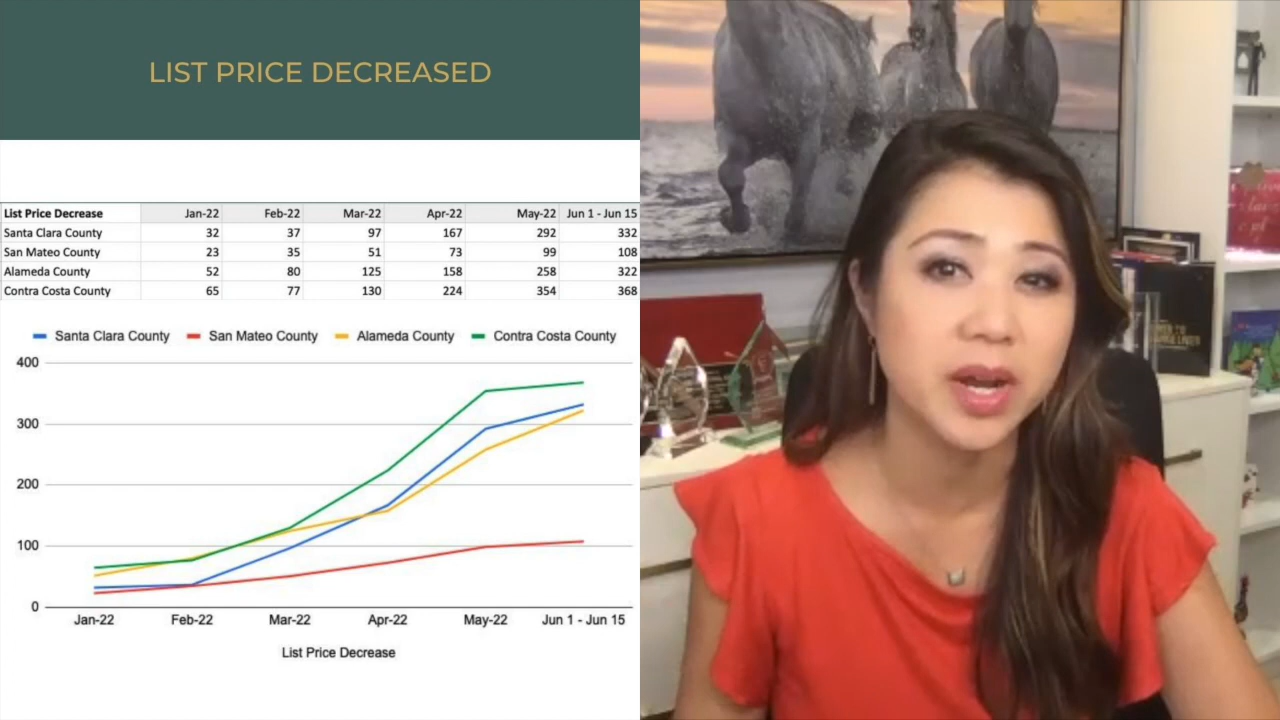 LIST PRICE DECREASED
List Price Decrease Jan-22 Feb-22 Mar-22 Apr-22 May-22 Jun 1 - Jun 15
Santa Clara County 32 37 97 167 292 332
San Mateo County 23 35 51 73 99 108
Alameda County 52 80 125 158 258 322
Contra Costa County 65 77 130 224 354 368
Santa Clara County San Mateo County Alameda County Contra Costa County
400
300
200
100
0
Jan-22 Feb-22 Mar-22 Apr-22 May-22 Jun 1 - Jun 15
List Price Decrease